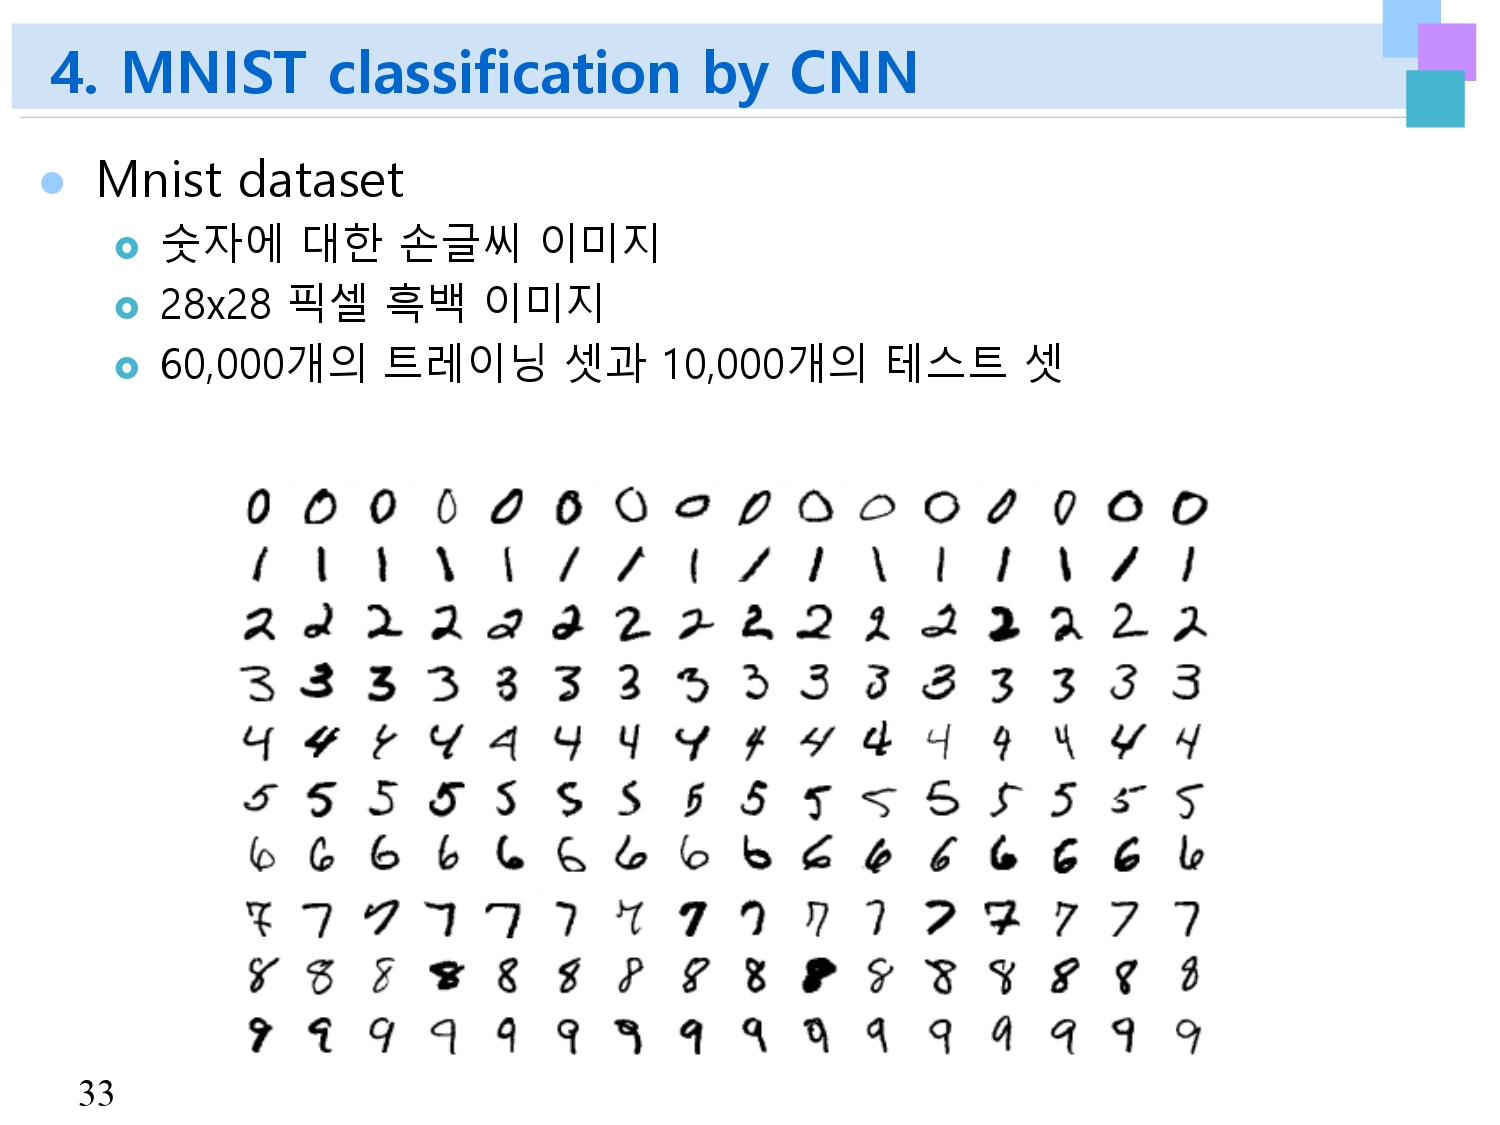 4. MNIST classification by CNN
Mnist dataset
숫자에 대한 손글씨 이미지
28x28 픽셀 흑백 이미지
60,000개의 트레이닝 셋과 10,000개의 테스트 셋
0 0 0 0 0 0 0 0 0 0 0 0 0 0 0 0
1 1 1 1 1 1 1 1 1 1 1 1 1 1 1 1
2 2 2 2 2 2 2 2 2 2 2 2 2 2 2 2
3 3 3 3 3 3 3 3 3 3 3 3 3 3 3 3
4 4 4 4 4 4 4 4 4 4 4 4 4 4 4 4
5 5 5 5 5 5 5 5 5 5 5 5 5 5 5 5
6 6 6 6 6 6 6 6 6 6 6 6 6 6 6 6
7 7 7 7 7 7 7 7 7 7 7 7 7 7 7 7
8 8 8 8 8 8 8 8 8 8 8 8 8 8 8 8
9 9 9 9 9 9 9 9 9 9 9 9 9 9 9 9
33